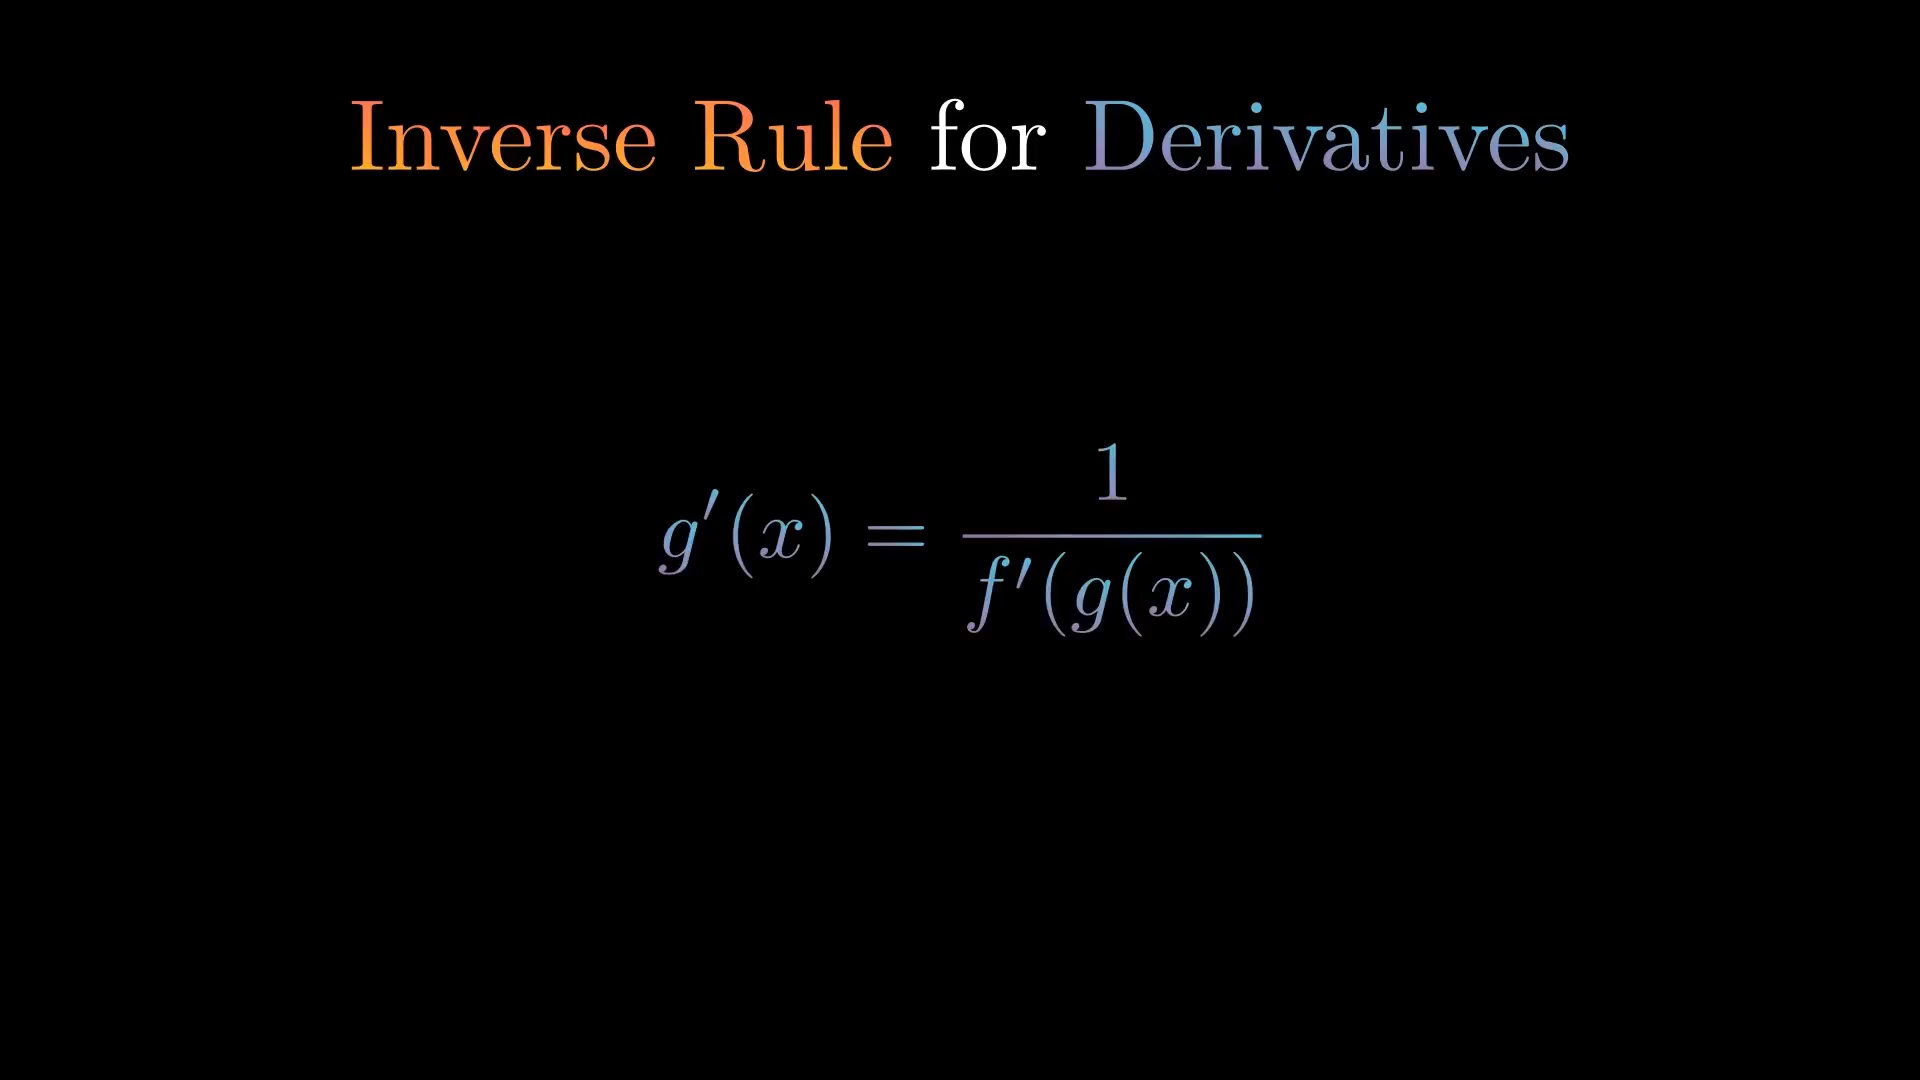 Inverse Rule for Derivatives
g′(x) = 1 / f′(g(x))